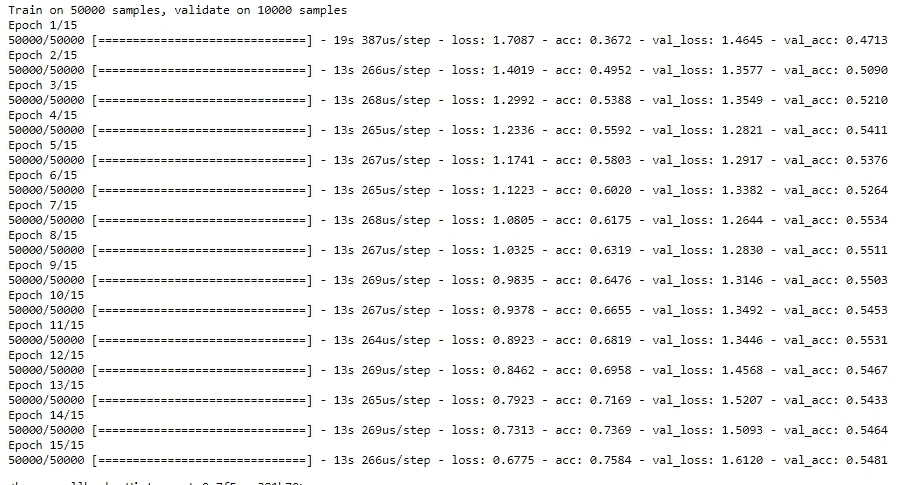 Train on 50000 samples, validate on 10000 samples
Epoch 1/15
50000/50000 [==============================] - 19s 387us/step - loss: 1.7087 - acc: 0.3672 - val_loss: 1.4645 - val_acc: 0.4713
Epoch 2/15
50000/50000 [==============================] - 13s 266us/step - loss: 1.4019 - acc: 0.4952 - val_loss: 1.3577 - val_acc: 0.5090
Epoch 3/15
50000/50000 [==============================] - 13s 268us/step - loss: 1.2992 - acc: 0.5388 - val_loss: 1.3549 - val_acc: 0.5210
Epoch 4/15
50000/50000 [==============================] - 13s 265us/step - loss: 1.2336 - acc: 0.5592 - val_loss: 1.2821 - val_acc: 0.5411
Epoch 5/15
50000/50000 [==============================] - 13s 267us/step - loss: 1.1741 - acc: 0.5803 - val_loss: 1.2917 - val_acc: 0.5376
Epoch 6/15
50000/50000 [==============================] - 13s 265us/step - loss: 1.1223 - acc: 0.6020 - val_loss: 1.3382 - val_acc: 0.5264
Epoch 7/15
50000/50000 [==============================] - 13s 268us/step - loss: 1.0805 - acc: 0.6175 - val_loss: 1.2644 - val_acc: 0.5534
Epoch 8/15
50000/50000 [==============================] - 13s 267us/step - loss: 1.0325 - acc: 0.6319 - val_loss: 1.2830 - val_acc: 0.5511
Epoch 9/15
50000/50000 [==============================] - 13s 269us/step - loss: 0.9835 - acc: 0.6476 - val_loss: 1.3146 - val_acc: 0.5503
Epoch 10/15
50000/50000 [==============================] - 13s 267us/step - loss: 0.9378 - acc: 0.6655 - val_loss: 1.3492 - val_acc: 0.5453
Epoch 11/15
50000/50000 [==============================] - 13s 264us/step - loss: 0.8923 - acc: 0.6819 - val_loss: 1.3446 - val_acc: 0.5531
Epoch 12/15
50000/50000 [==============================] - 13s 269us/step - loss: 0.8462 - acc: 0.6958 - val_loss: 1.4568 - val_acc: 0.5467
Epoch 13/15
50000/50000 [==============================] - 13s 265us/step - loss: 0.7923 - acc: 0.7169 - val_loss: 1.5207 - val_acc: 0.5433
Epoch 14/15
50000/50000 [==============================] - 13s 269us/step - loss: 0.7313 - acc: 0.7369 - val_loss: 1.5093 - val_acc: 0.5464
Epoch 15/15
50000/50000 [==============================] - 13s 266us/step - loss: 0.6775 - acc: 0.7584 - val_loss: 1.6120 - val_acc: 0.5481